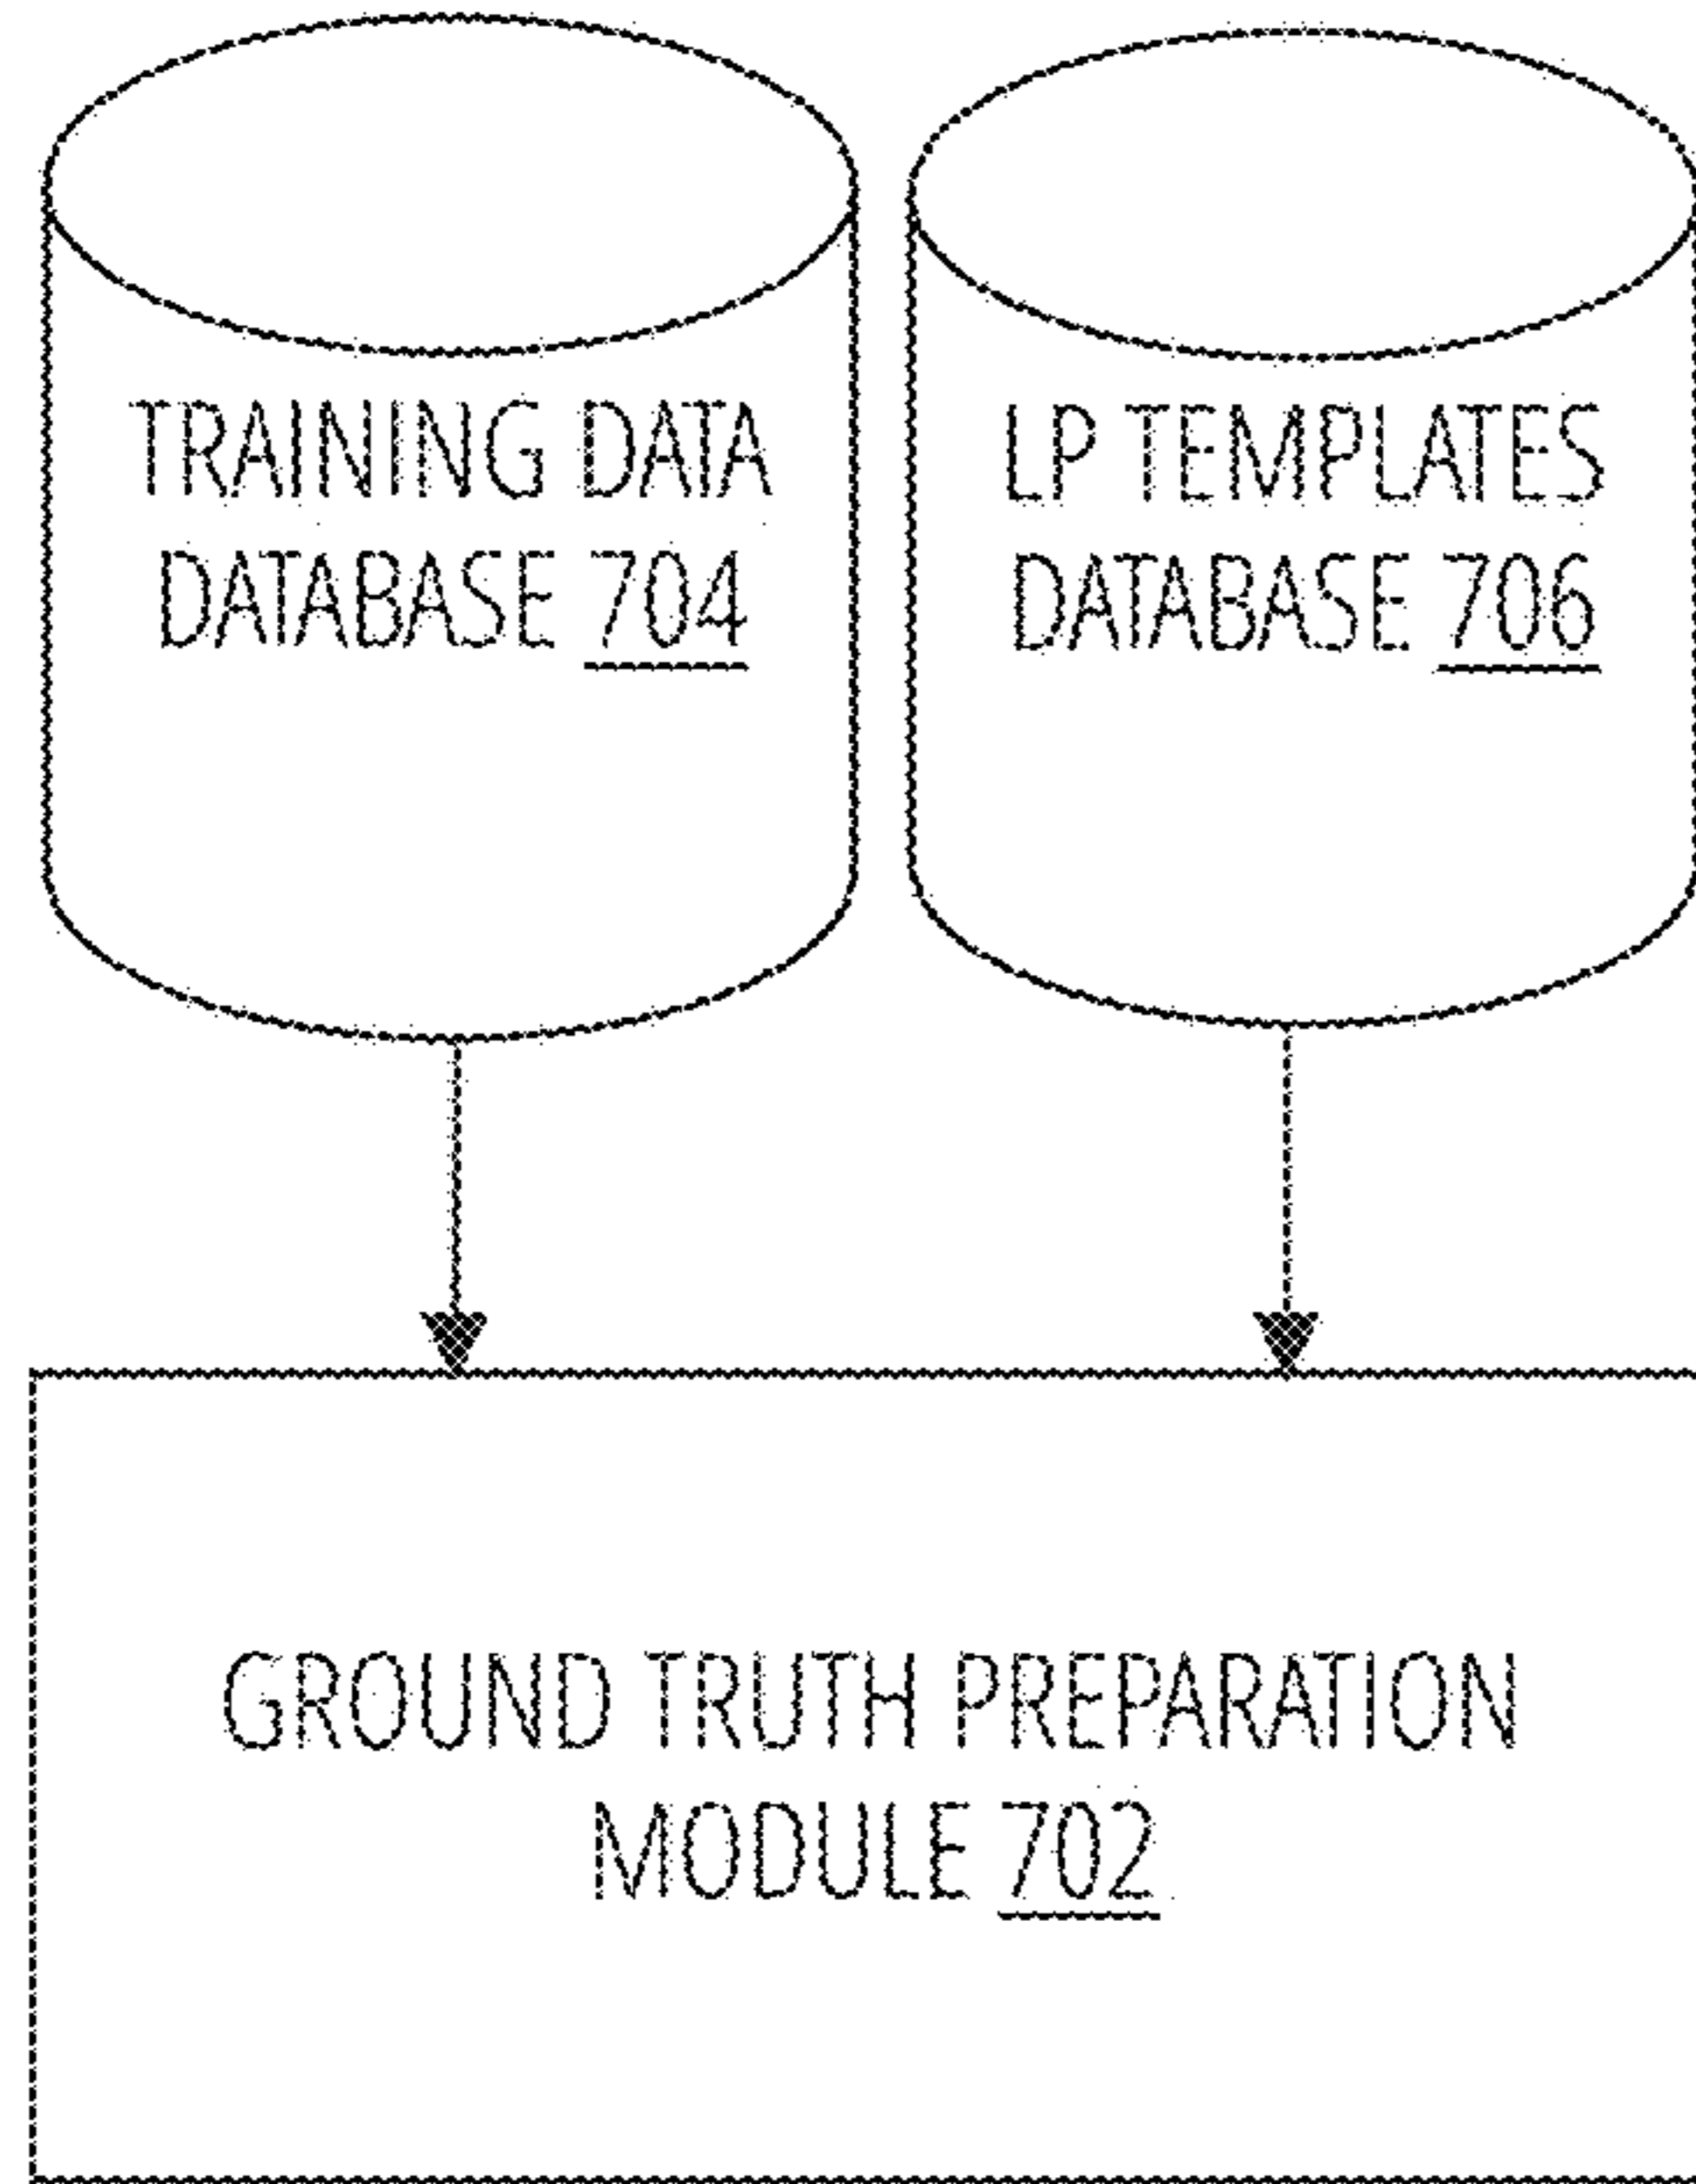 TRAINING DATA
DATABASE 704
LP TEMPLATES
DATABASE 706
GROUND TRUTH PREPARATION
MODULE 702